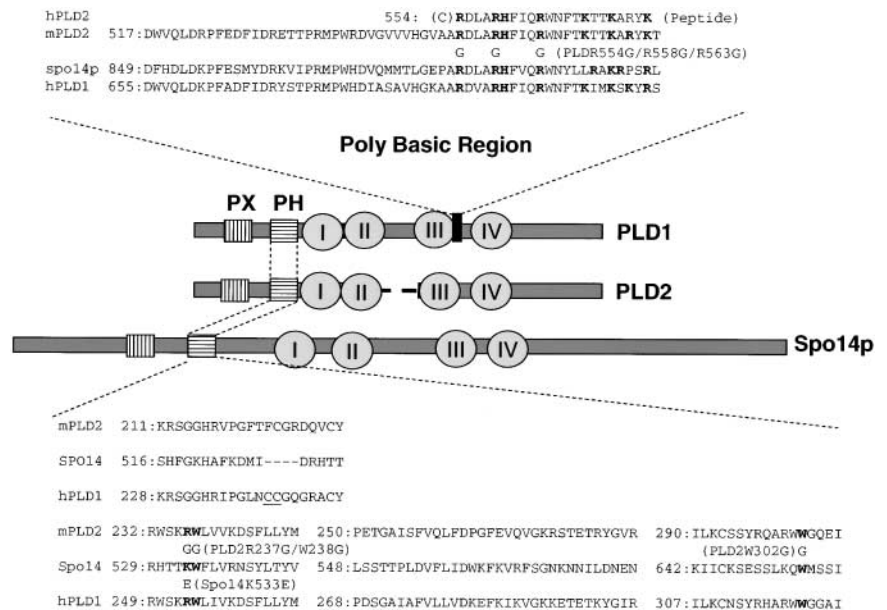 hPLD2 554: (C)RDLARHFIQRWNFTKTTKARYK (Peptide)
mPLD2 517:DWVQLDRPFEDFIDRETTPRMPWRDVGVVVHGVAARDLARHFIQRWNFTKTTKARYKT
G G G (PLDR554G/R558G/R563G)
spo14p 849:DFHDLDKPFESMYDRKVIPRMPWHDVQMMTLGEPARDLARHFVQRWNYLLRAKRPSRL
hPLD1 655:DWVQLDKPFADFIDRYSTPRMPWHDIASAVHGKAARDVARHFIQRWNFTKIMKSKYRS
Poly Basic Region
PX PH
I II III IV PLD1
I II III IV PLD2
I II III IV Spo14p
mPLD2 211:KRSGGHRVPGFTFCGRDQVCY
SPO14 516:SHFGKHAFKDMI----DRHTT
hPLD1 228:KRSGGHRIPGLNCCGQGRACY
mPLD2 232:RWSKRWLVVKDSFLLYM 250:PETGAISFVQLFDPGFEVQVGKRSTETRYGVR 290:ILKCSSYRQARWWGQEI
GG(PLD2R237G/W238G) (PLD2W302G)G
Spo14 529:RHTTKWFLVRNSYLTYV 548:LSSTTPLDVFLIDWKFKVRFSGNKNNILDNEN 642:KIICKSESSLKQWMSSI
E(Spo14K533E)
hPLD1 249:RWSKRWLIVKDSFLLYM 268:PDSGAIAFVLLVDKEFKIKVGKKETETKYGIR 307:ILKCNSYRHARWWGGAI